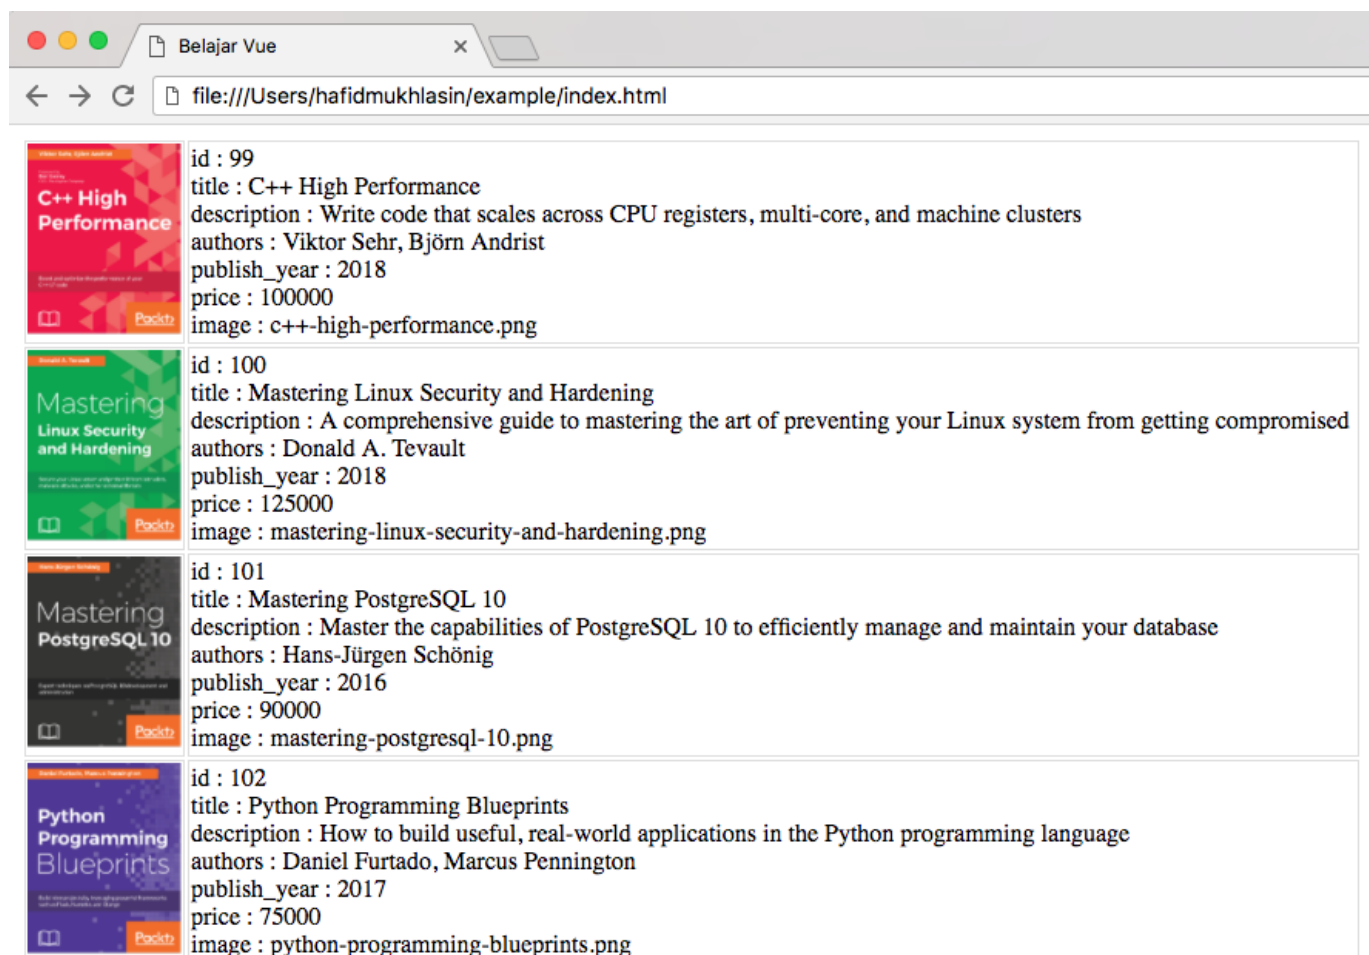 Belajar Vue
file:///Users/hafidmukhlasin/example/index.html
C++ High
Performance
Packt>
id : 99
title : C++ High Performance
description : Write code that scales across CPU registers, multi-core, and machine clusters
authors : Viktor Sehr, Björn Andrist
publish_year : 2018
price : 100000
image : c++-high-performance.png
Donald A. Tevault
Mastering
Linux Security
and Hardening
Packt>
id : 100
title : Mastering Linux Security and Hardening
description : A comprehensive guide to mastering the art of preventing your Linux system from getting compromised
authors : Donald A. Tevault
publish_year : 2018
price : 125000
image : mastering-linux-security-and-hardening.png
Mastering
PostgreSQL 10
Packt>
id : 101
title : Mastering PostgreSQL 10
description : Master the capabilities of PostgreSQL 10 to efficiently manage and maintain your database
authors : Hans-Jürgen Schönig
publish_year : 2016
price : 90000
image : mastering-postgresql-10.png
Python
Programming
Blueprints
Packt>
id : 102
title : Python Programming Blueprints
description : How to build useful, real-world applications in the Python programming language
authors : Daniel Furtado, Marcus Pennington
publish_year : 2017
price : 75000
image : python-programming-blueprints.png